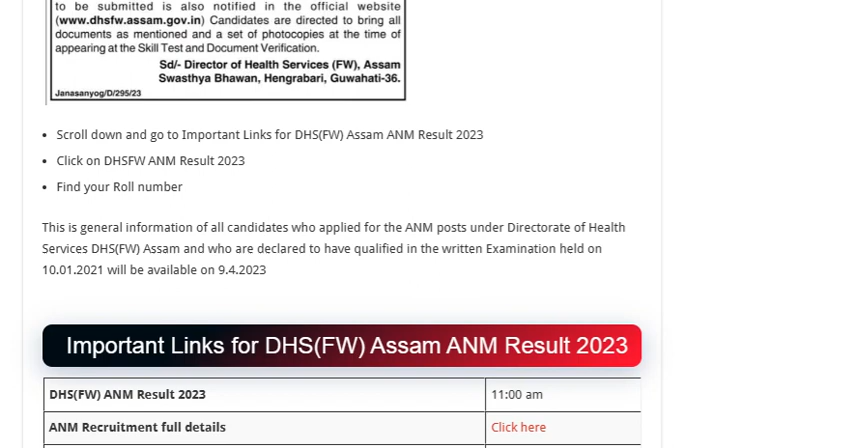 to be submitted is also notified in the official website
(www.dhsfw.assam.gov.in) Candidates are directed to bring all
documents as mentioned and a set of photocopies at the time of
appearing at the Skill Test and Document Verification.
Sd/- Director of Health Services (FW), Assam
Swasthya Bhawan, Hengrabari, Guwahati-36.
Janasanyog/D/295/23
• Scroll down and go to Important Links for DHS(FW) Assam ANM Result 2023
• Click on DHSFW ANM Result 2023
• Find your Roll number
This is general information of all candidates who applied for the ANM posts under Directorate of Health
Services DHS(FW) Assam and who are declared to have qualified in the written Examination held on
10.01.2021 will be available on 9.4.2023
Important Links for DHS(FW) Assam ANM Result 2023
DHS(FW) ANM Result 2023 11:00 am
ANM Recruitment full details Click here